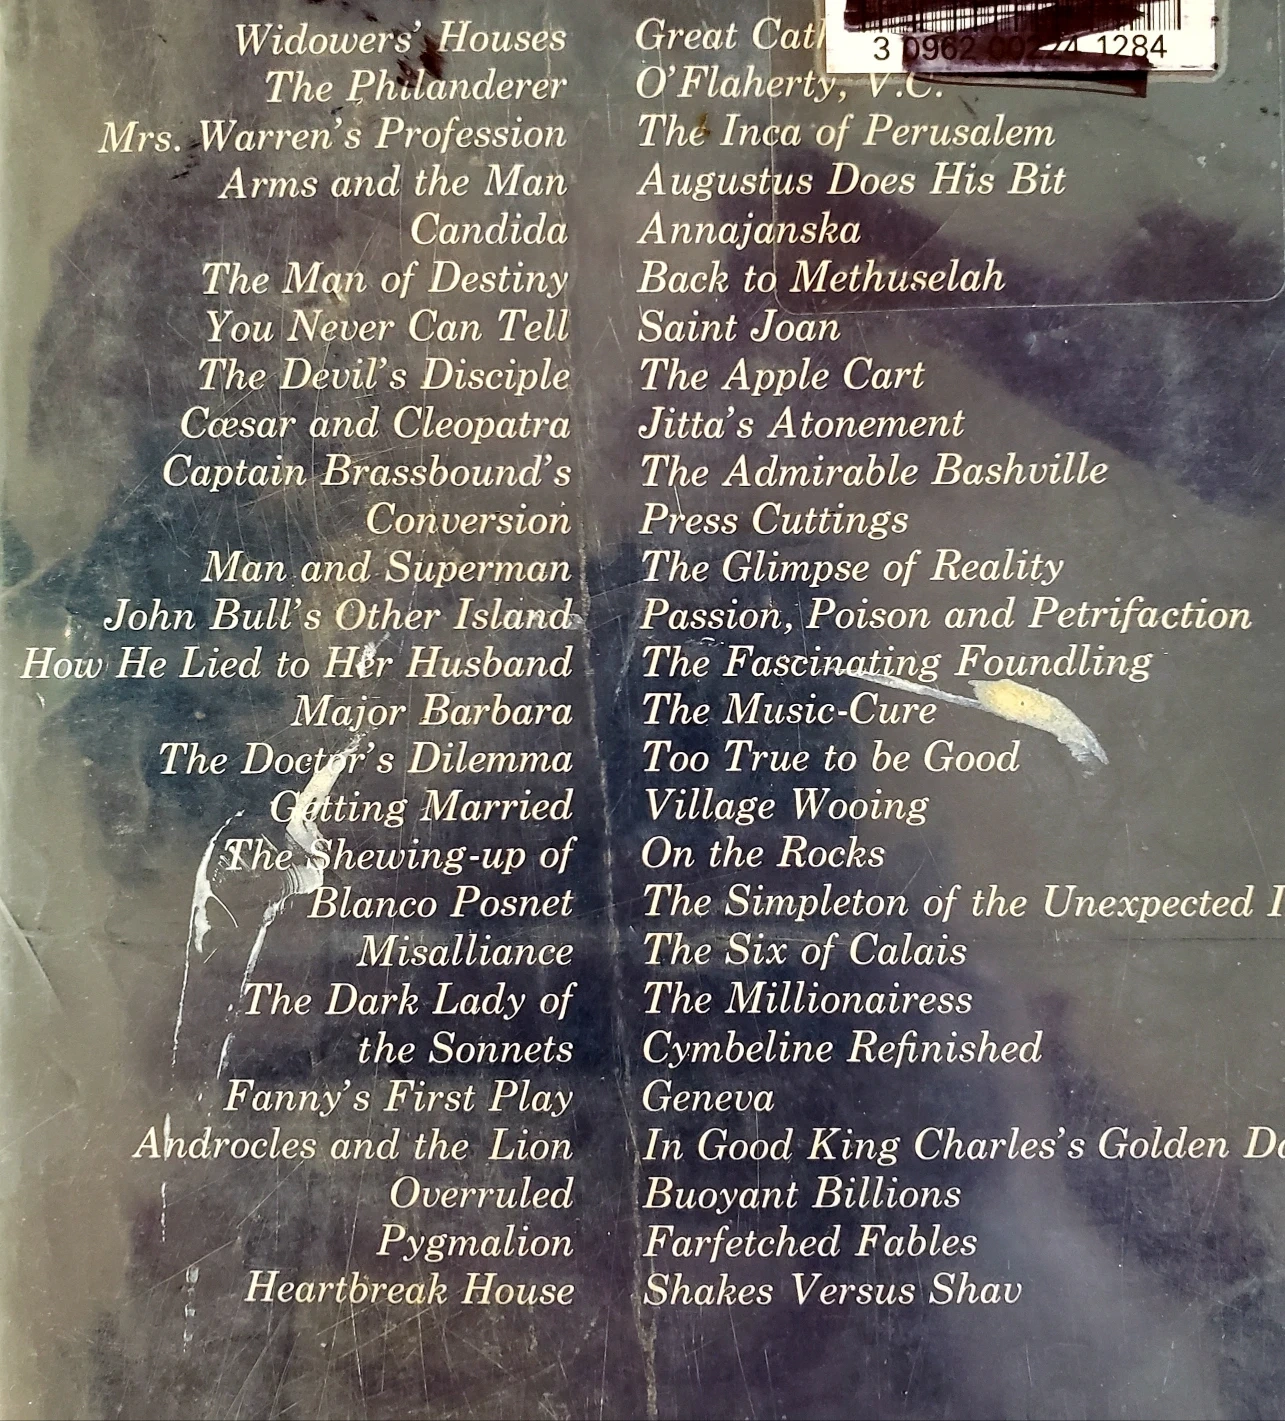 Widowers' Houses
The Philanderer
Mrs. Warren's Profession
Arms and the Man
Candida
The Man of Destiny
You Never Can Tell
The Devil's Disciple
Cæsar and Cleopatra
Captain Brassbound's
Conversion
Man and Superman
John Bull's Other Island
How He Lied to Her Husband
Major Barbara
The Doctor's Dilemma
Getting Married
The Shewing-up of
Blanco Posnet
Misalliance
The Dark Lady of
the Sonnets
Fanny's First Play
Androcles and the Lion
Overruled
Pygmalion
Heartbreak House
Great
3 0962 1284
O'Flaherty, V.C.
The Inca of Perusalem
Augustus Does His Bit
Annajanska
Back to Methuselah
Saint Joan
The Apple Cart
Jitta's Atonement
The Admirable Bashville
Press Cuttings
The Glimpse of Reality
Passion, Poison and Petrifaction
The Fascinating Foundling
The Music-Cure
Too True to be Good
Village Wooing
On the Rocks
The Simpleton of the Unexpected
The Six of Calais
The Millionairess
Cymbeline Refinished
Geneva
In Good King Charles's Golden
Buoyant Billions
Farfetched Fables
Shakes Versus Shav